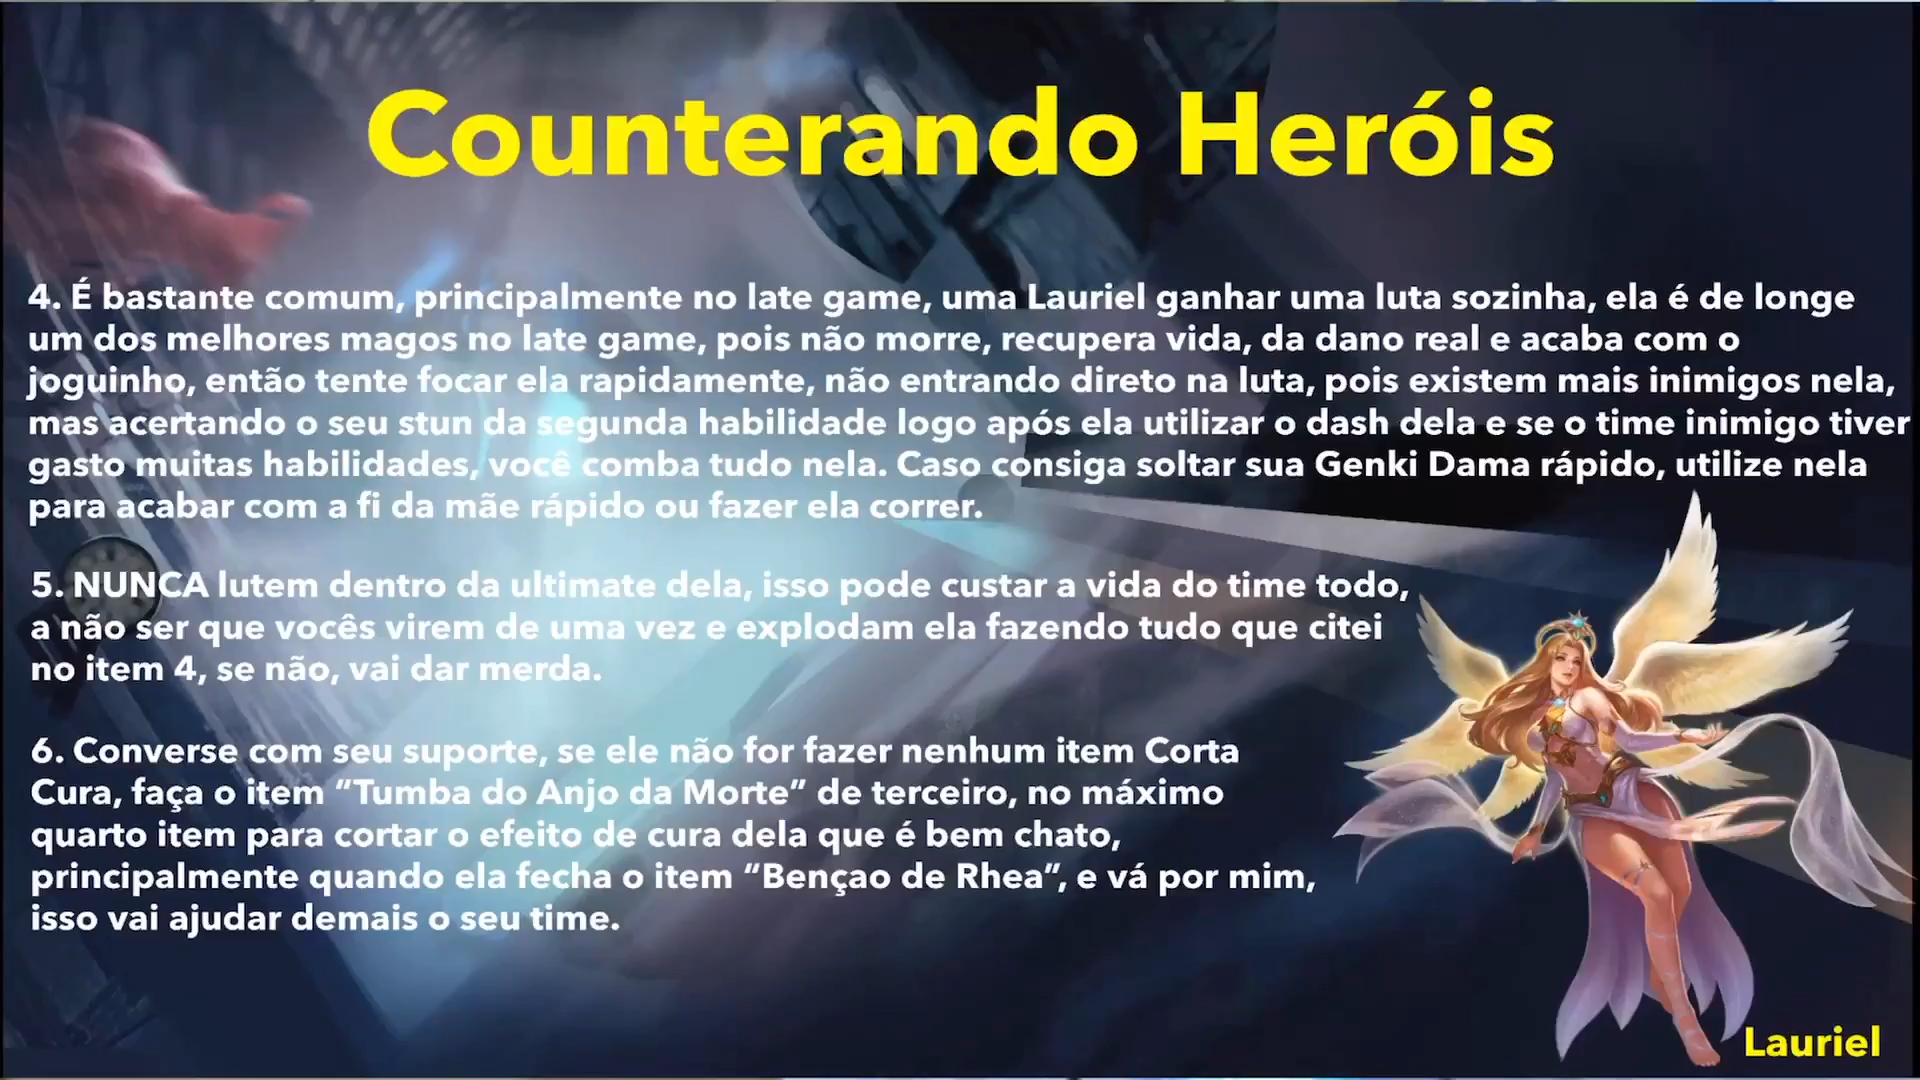 Counterando Heróis
4. É bastante comum, principalmente no late game, uma Lauriel ganhar uma luta sozinha, ela é de longe
um dos melhores magos no late game, pois não morre, recupera vida, da dano real e acaba com o
joguinho, então tente focar ela rapidamente, não entrando direto na luta, pois existem mais inimigos nela,
mas acertando o seu stun da segunda habilidade logo após ela utilizar o dash dela e se o time inimigo tiver
gasto muitas habilidades, você comba tudo nela. Caso consiga soltar sua Genki Dama rápido, utilize nela
para acabar com a fi da mãe rápido ou fazer ela correr.
5. NUNCA lutem dentro da ultimate dela, isso pode custar a vida do time todo,
a não ser que vocês virem de uma vez e explodam ela fazendo tudo que citei
no item 4, se não, vai dar merda.
6. Converse com seu suporte, se ele não for fazer nenhum item Corta
Cura, faça o item “Tumba do Anjo da Morte” de terceiro, no máximo
quarto item para cortar o efeito de cura dela que é bem chato,
principalmente quando ela fecha o item “Bençao de Rhea”, e vá por mim,
isso vai ajudar demais o seu time.
Lauriel